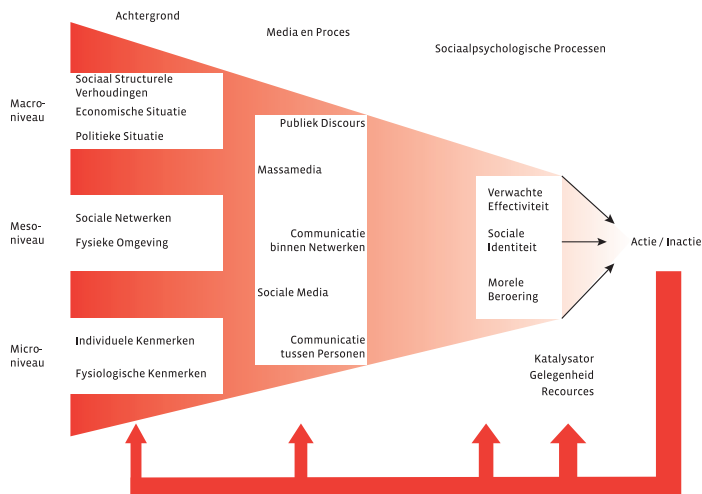 Achtergrond
Media en Proces
Sociaalpsychologische Processen
Macro-
niveau
Sociaal Structurele
Verhoudingen
Economische Situatie
Politieke Situatie
Meso-
niveau
Sociale Netwerken
Fysieke Omgeving
Micro-
niveau
Individuele Kenmerken
Fysiologische Kenmerken
Publiek Discours
Massamedia
Communicatie
binnen Netwerken
Sociale Media
Communicatie
tussen Personen
Verwachte
Effectiviteit
Sociale
Identiteit
Morele
Beroering
Actie / Inactie
Katalysator
Gelegenheid
Recources